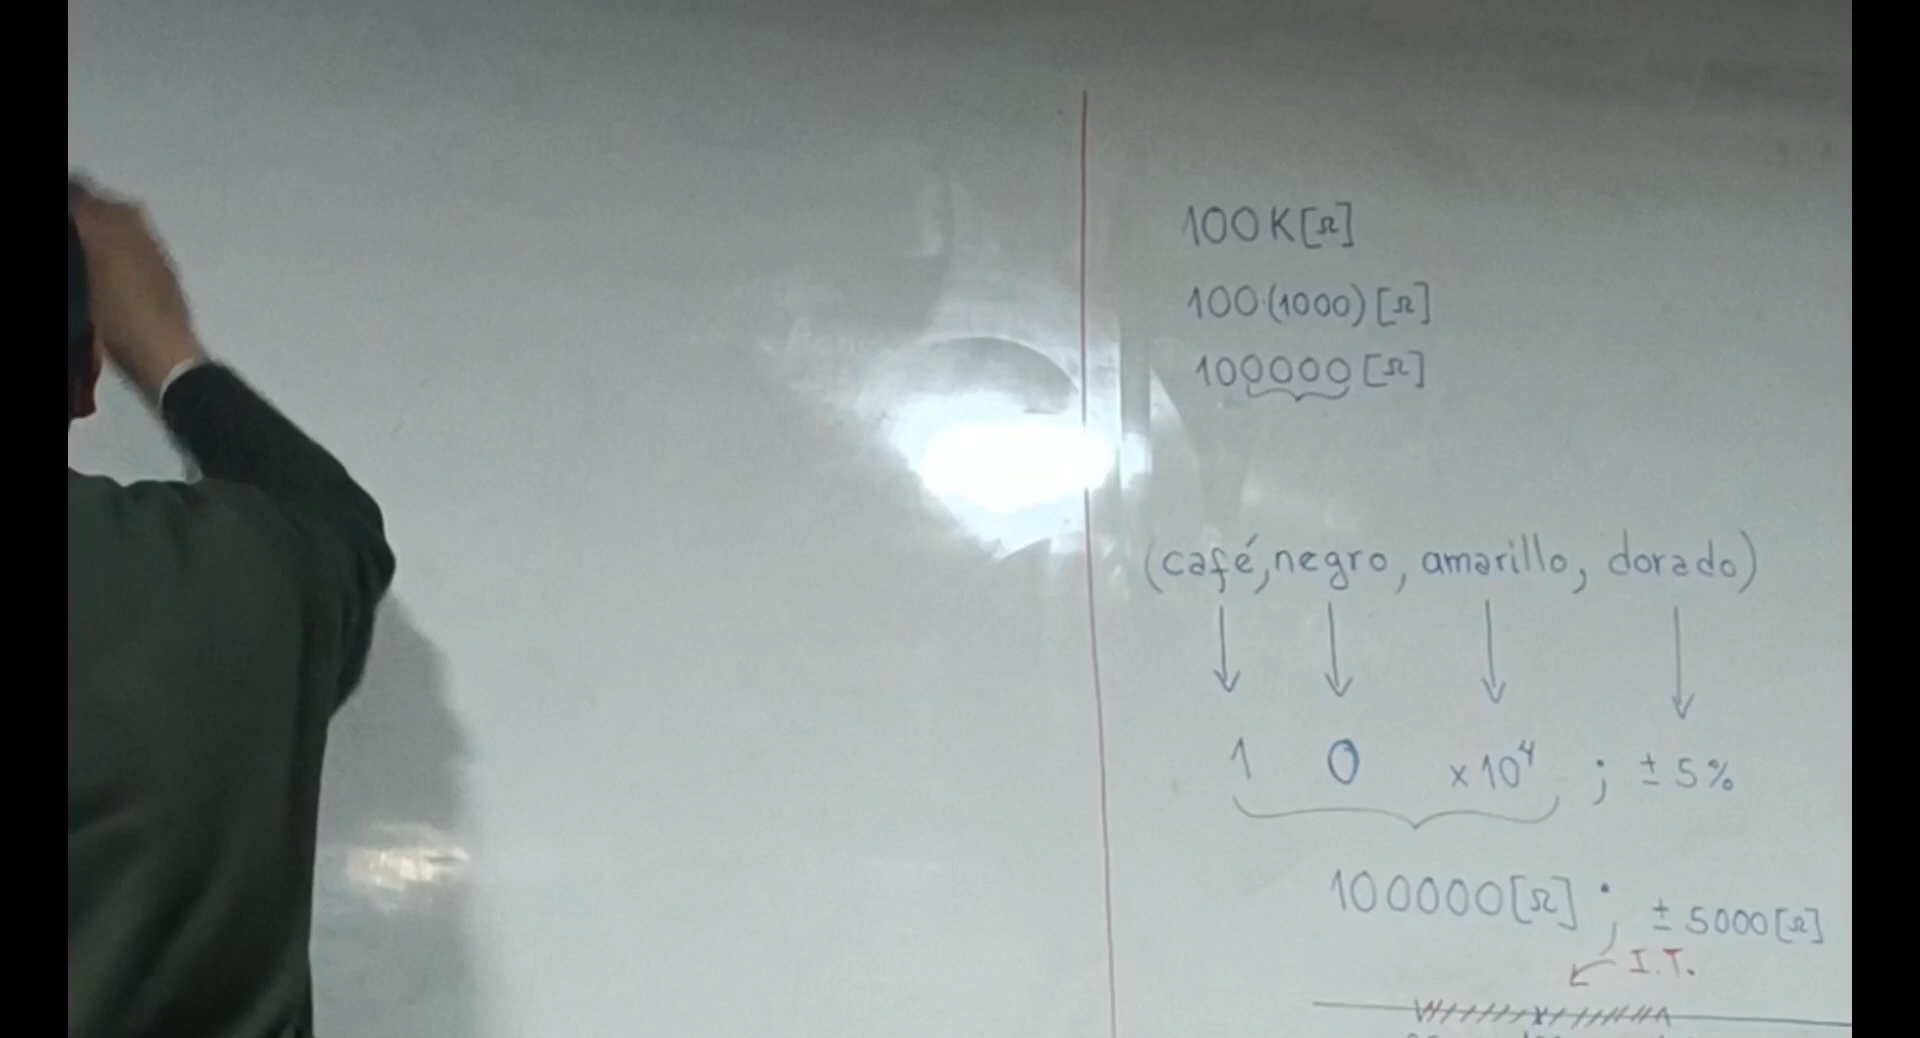 100K[Ω]
100·(1000)[Ω]
100000[Ω]
(café, negro, amarillo, dorado)
1 0 x10⁴ ; ±5%
100000[Ω] ; ±5000[Ω]
I.T.